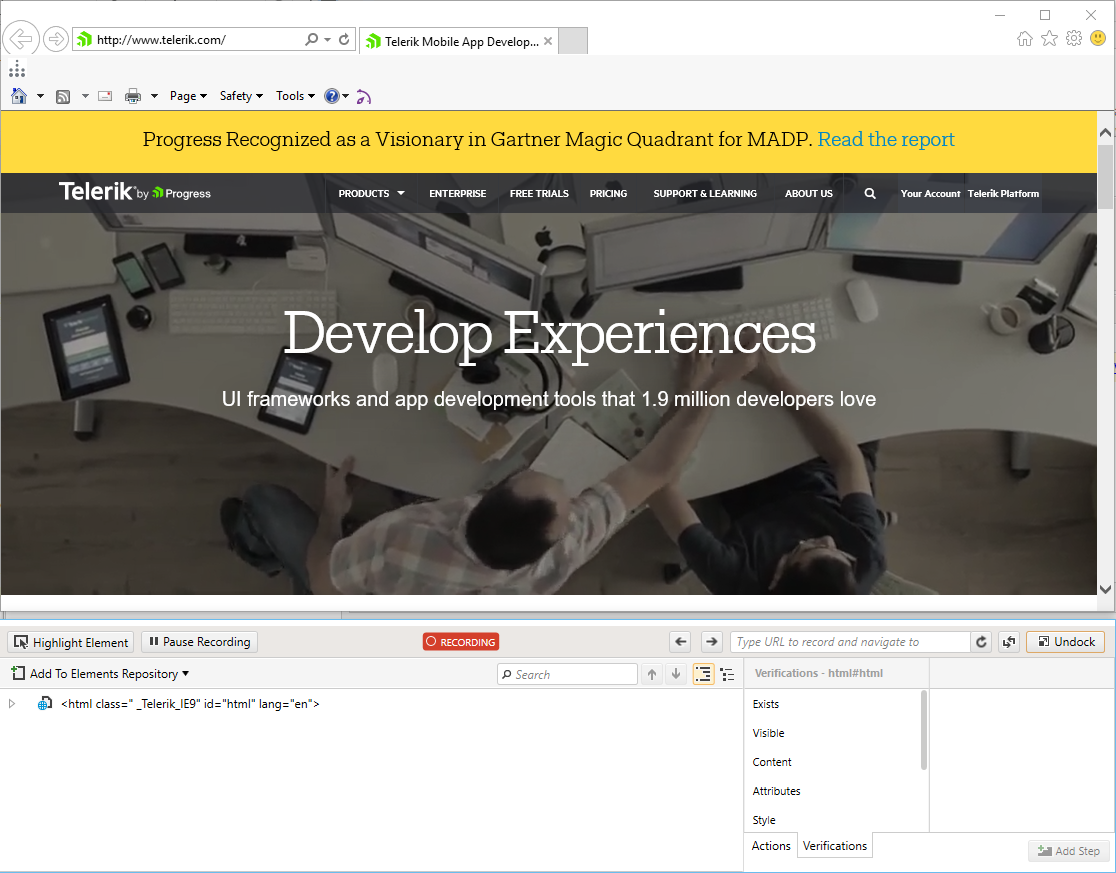 http://www.telerik.com/
Telerik Mobile App Develop...
Page
Safety
Tools
Progress Recognized as a Visionary in Gartner Magic Quadrant for MADP. Read the report
Telerik by Progress
PRODUCTS
ENTERPRISE
FREE TRIALS
PRICING
SUPPORT & LEARNING
ABOUT US
Your Account
Telerik Platform
Develop Experiences
UI frameworks and app development tools that 1.9 million developers love
Highlight Element
Pause Recording
RECORDING
Type URL to record and navigate to
Undock
Add To Elements Repository
Search
Verifications - html#html
<html class=" _Telerik_IE9" id="html" lang="en">
Exists
Visible
Content
Attributes
Style
Actions
Verifications
Add Step